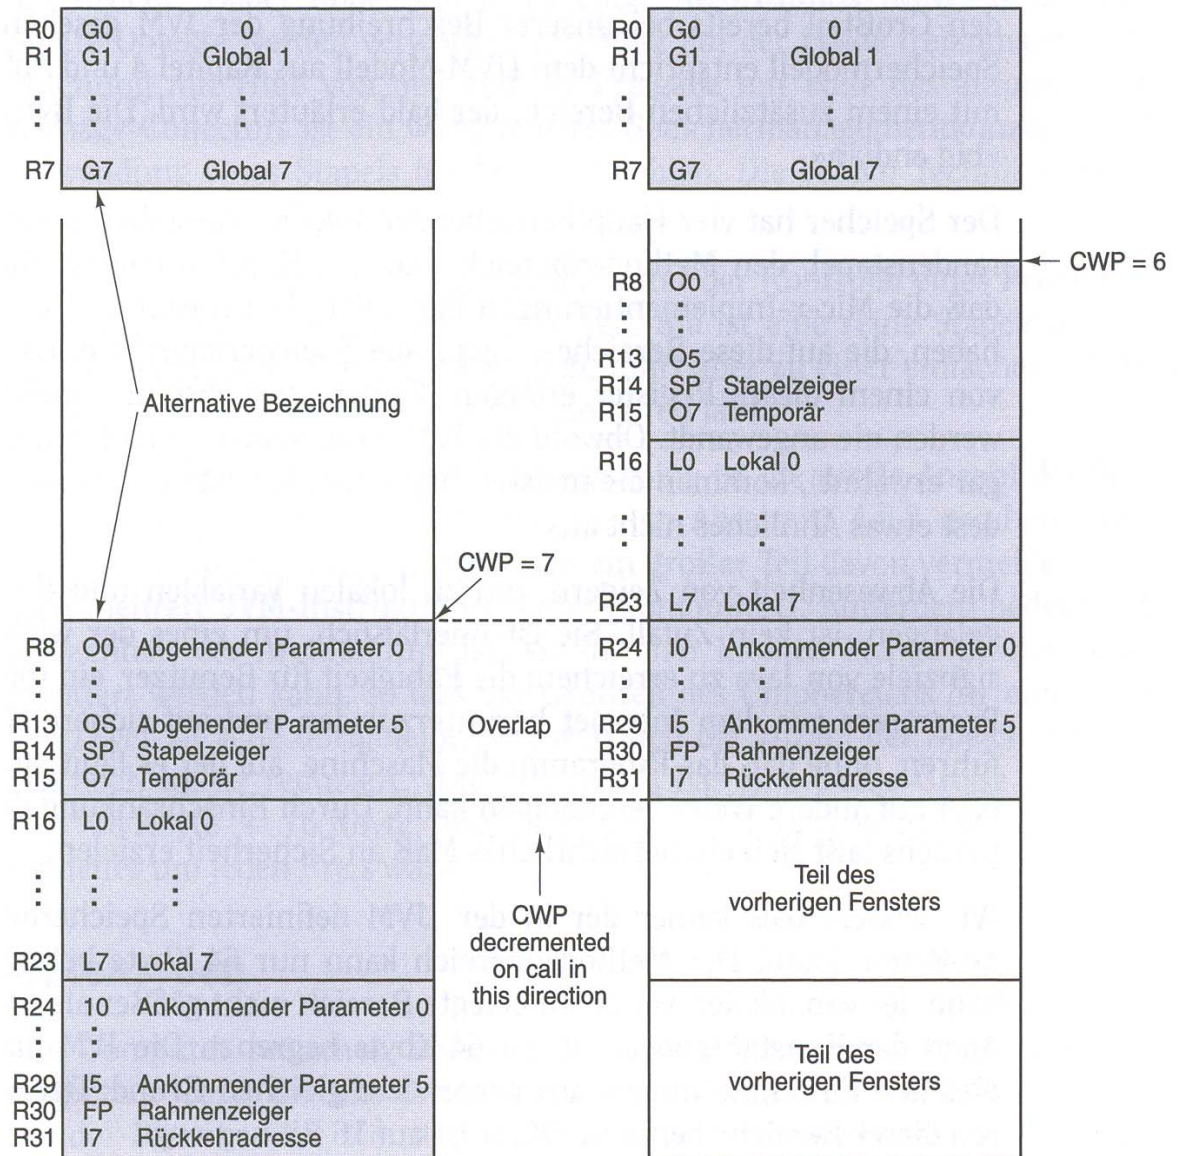 R0 G0 0
R1 G1 Global 1
R7 G7 Global 7
Alternative Bezeichnung
CWP = 7
R8 O0 Abgehender Parameter 0
R13 OS Abgehender Parameter 5
R14 SP Stapelzeiger
R15 O7 Temporär
R16 L0 Lokal 0
R23 L7 Lokal 7
R24 10 Ankommender Parameter 0
R29 I5 Ankommender Parameter 5
R30 FP Rahmenzeiger
R31 I7 Rückkehradresse
Overlap
CWP
decremented
on call in
this direction
R0 G0 0
R1 G1 Global 1
R7 G7 Global 7
CWP = 6
R8 O0
R13 O5
R14 SP Stapelzeiger
R15 O7 Temporär
R16 L0 Lokal 0
R23 L7 Lokal 7
R24 I0 Ankommender Parameter 0
R29 I5 Ankommender Parameter 5
R30 FP Rahmenzeiger
R31 I7 Rückkehradresse
Teil des
vorherigen Fensters
Teil des
vorherigen Fensters